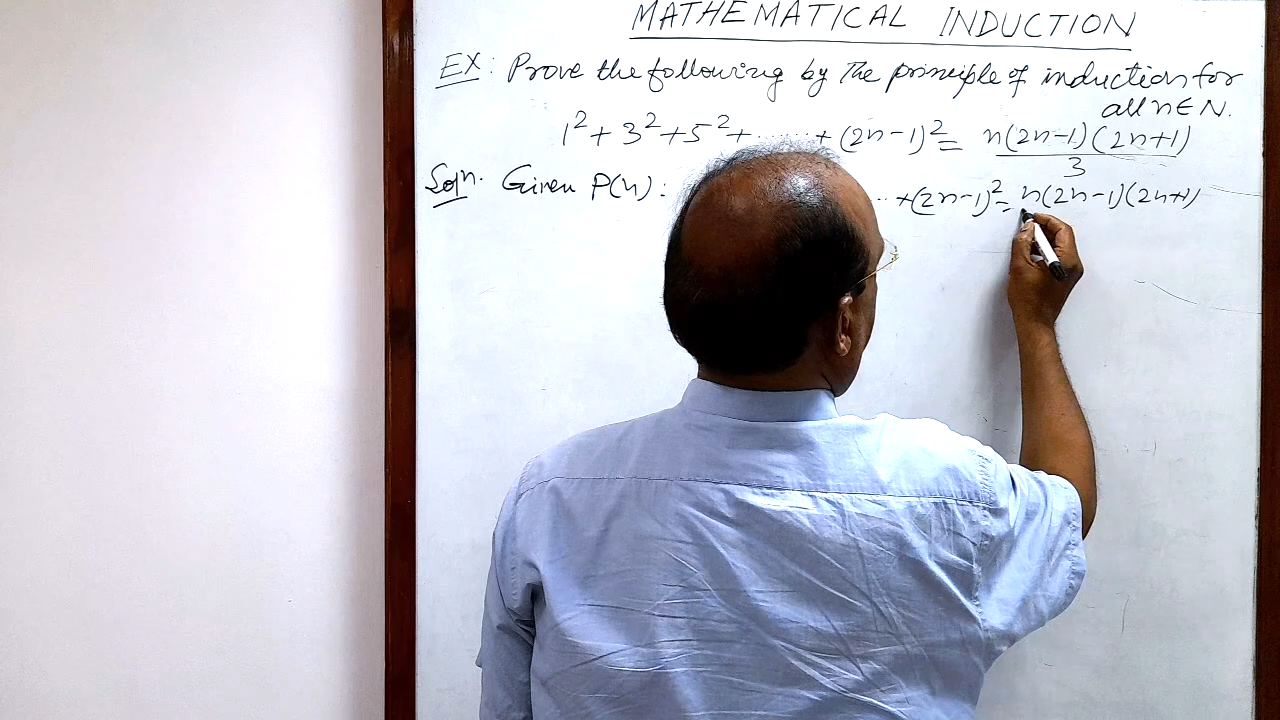 MATHEMATICAL INDUCTION
EX: Prove the following by the principle of induction for
all n ∈ N.
1² + 3² + 5² + ...... + (2n-1)² = n(2n-1)(2n+1)/3
Soln. Given P(n): ..+(2n-1)² = n(2n-1)(2n+1)